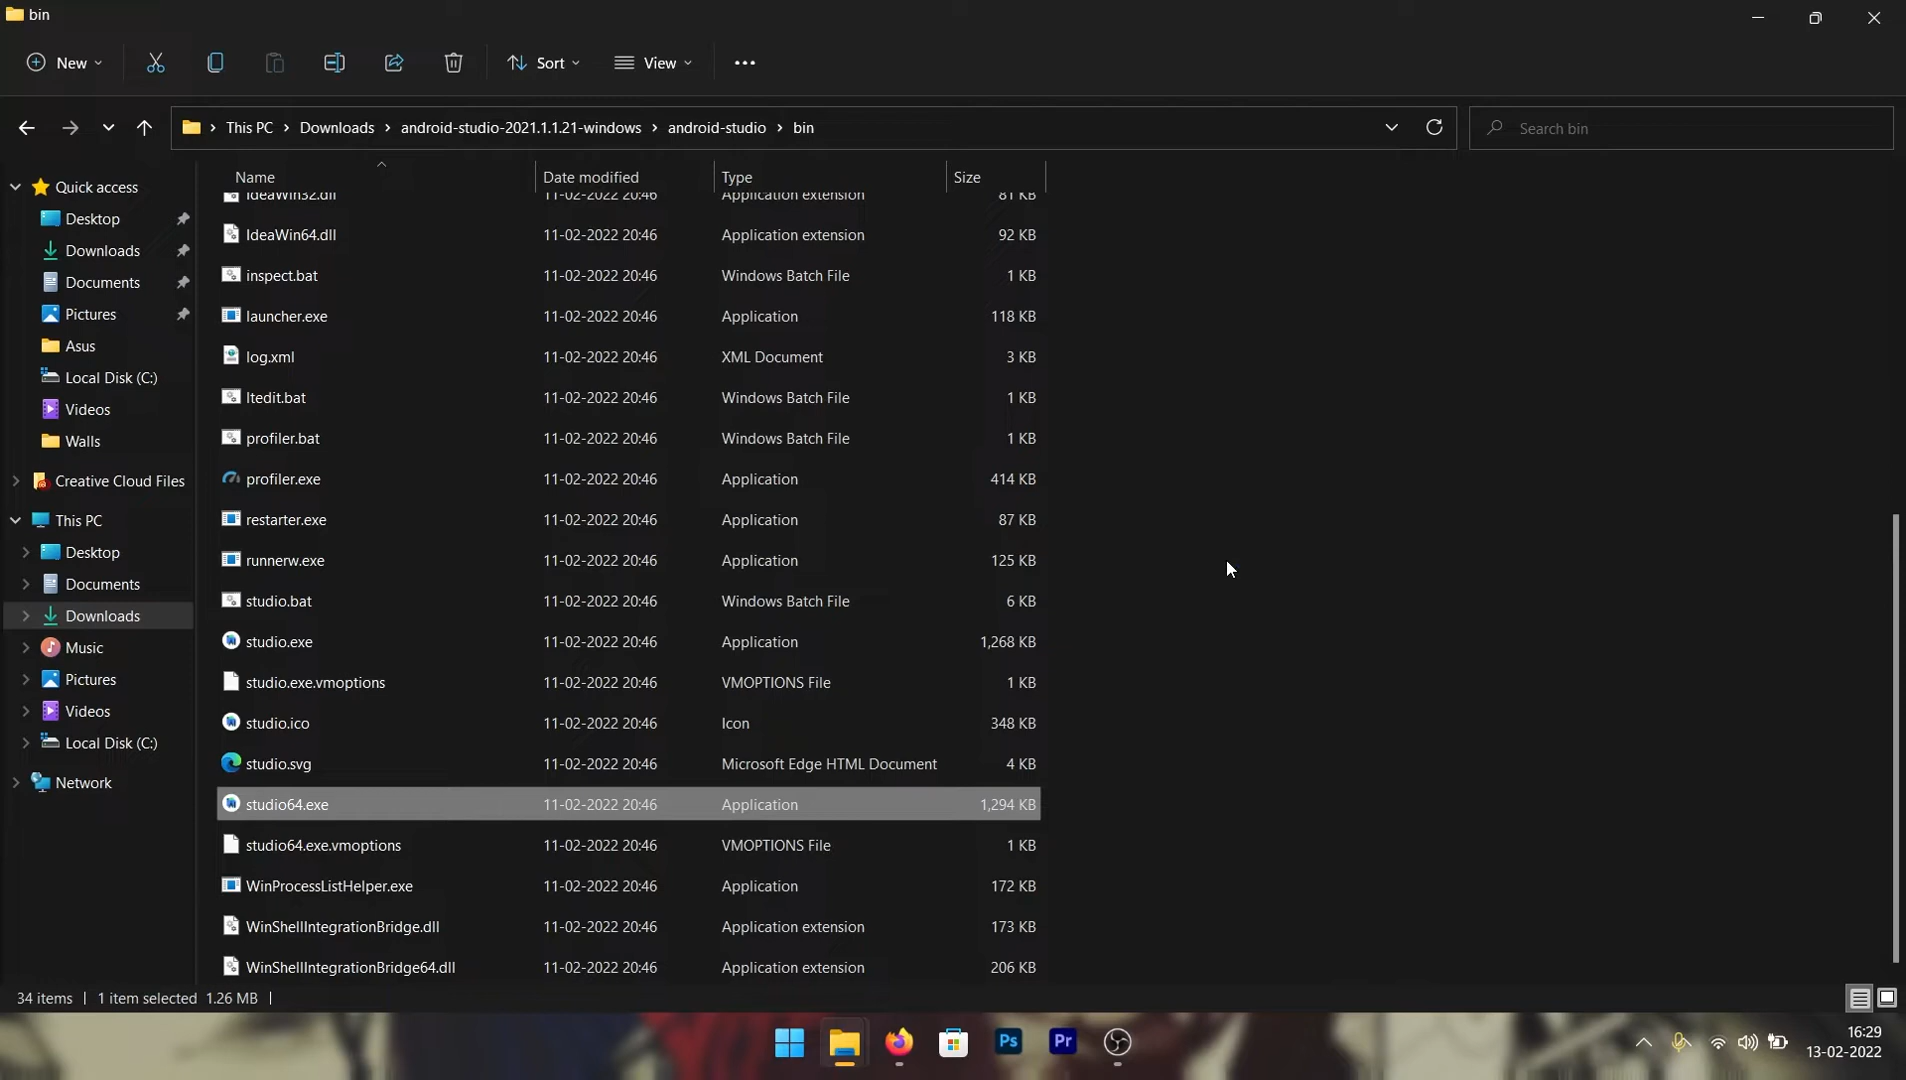 bin
New
Sort
View
This PC > Downloads > android-studio-2021.1.1.21-windows > android-studio > bin
Search bin
Quick access
Desktop
Downloads
Documents
Pictures
Asus
Local Disk (C:)
Videos
Walls
Creative Cloud Files
This PC
Desktop
Documents
Downloads
Music
Pictures
Videos
Local Disk (C:)
Network
Name Date modified Type Size
IdeaWin32.dll 11-02-2022 20:46 Application extension 81 KB
IdeaWin64.dll 11-02-2022 20:46 Application extension 92 KB
inspect.bat 11-02-2022 20:46 Windows Batch File 1 KB
launcher.exe 11-02-2022 20:46 Application 118 KB
log.xml 11-02-2022 20:46 XML Document 3 KB
ltedit.bat 11-02-2022 20:46 Windows Batch File 1 KB
profiler.bat 11-02-2022 20:46 Windows Batch File 1 KB
profiler.exe 11-02-2022 20:46 Application 414 KB
restarter.exe 11-02-2022 20:46 Application 87 KB
runnerw.exe 11-02-2022 20:46 Application 125 KB
studio.bat 11-02-2022 20:46 Windows Batch File 6 KB
studio.exe 11-02-2022 20:46 Application 1,268 KB
studio.exe.vmoptions 11-02-2022 20:46 VMOPTIONS File 1 KB
studio.ico 11-02-2022 20:46 Icon 348 KB
studio.svg 11-02-2022 20:46 Microsoft Edge HTML Document 4 KB
studio64.exe 11-02-2022 20:46 Application 1,294 KB
studio64.exe.vmoptions 11-02-2022 20:46 VMOPTIONS File 1 KB
WinProcessListHelper.exe 11-02-2022 20:46 Application 172 KB
WinShellIntegrationBridge.dll 11-02-2022 20:46 Application extension 173 KB
WinShellIntegrationBridge64.dll 11-02-2022 20:46 Application extension 206 KB
34 items | 1 item selected 1.26 MB |
Ps
Pr
16:29
13-02-2022